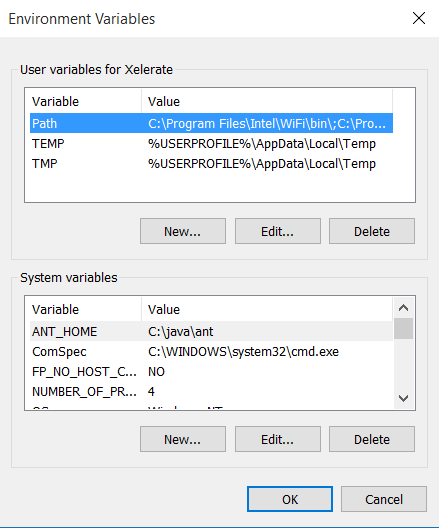 Environment Variables
User variables for Xelerate
Variable Value
Path C:\Program Files\Intel\WiFi\bin\;C:\Pro...
TEMP %USERPROFILE%\AppData\Local\Temp
TMP %USERPROFILE%\AppData\Local\Temp
New... Edit... Delete
System variables
Variable Value
ANT_HOME C:\java\ant
ComSpec C:\WINDOWS\system32\cmd.exe
FP_NO_HOST_C... NO
NUMBER_OF_PR... 4
OS Windows_NT
New... Edit... Delete
OK Cancel